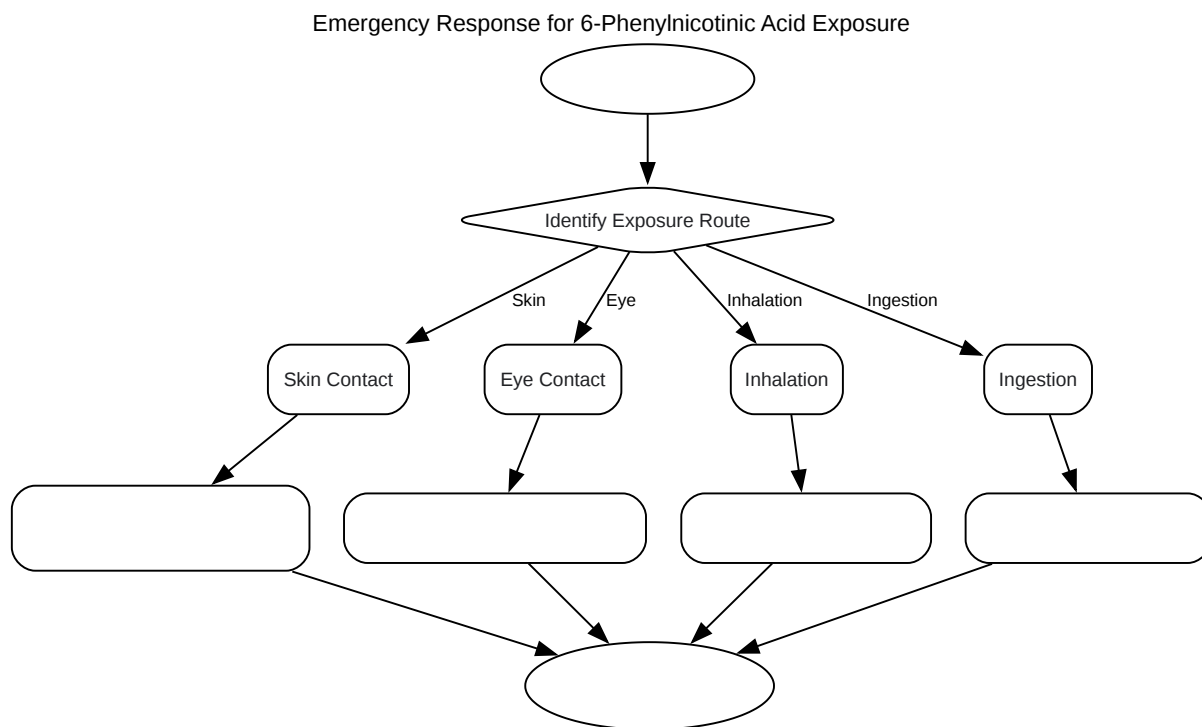 Emergency Response for 6-Phenylnicotinic Acid Exposure
Identify Exposure Route
Skin
Eye
Inhalation
Ingestion
Skin Contact
Eye Contact
Inhalation
Ingestion